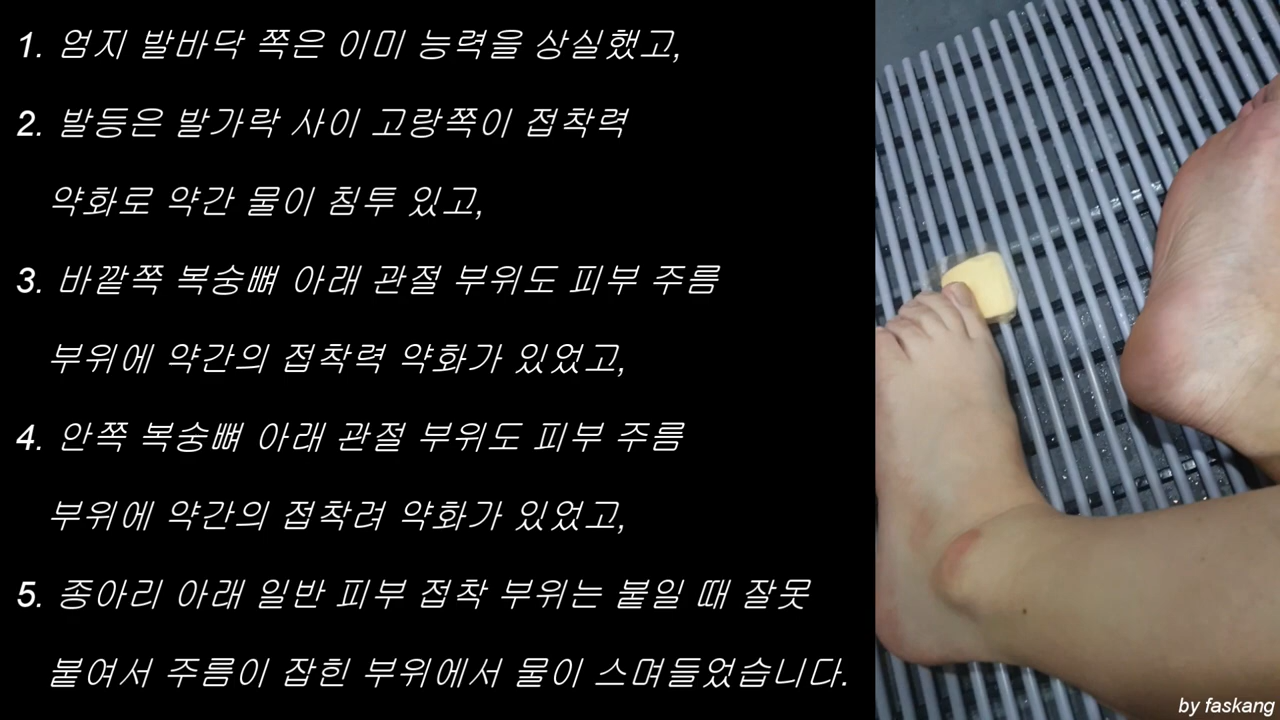 1. 엄지 발바닥 쪽은 이미 능력을 상실했고,
2. 발등은 발가락 사이 고랑쪽이 접착력
약화로 약간 물이 침투 있고,
3. 바깥쪽 복숭뼈 아래 관절 부위도 피부 주름
부위에 약간의 접착력 약화가 있었고,
4. 안쪽 복숭뼈 아래 관절 부위도 피부 주름
부위에 약간의 접착려 약화가 있었고,
5. 종아리 아래 일반 피부 접착 부위는 붙일 때 잘못
붙여서 주름이 잡힌 부위에서 물이 스며들었습니다.
by faskang